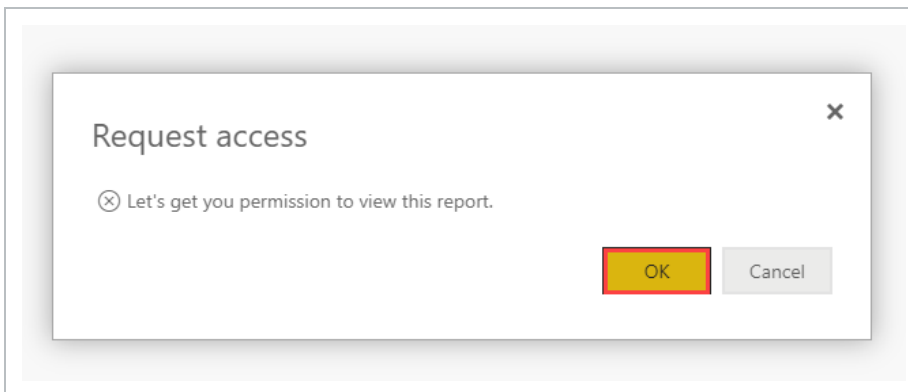 Request access
Let's get you permission to view this report.
OK
Cancel